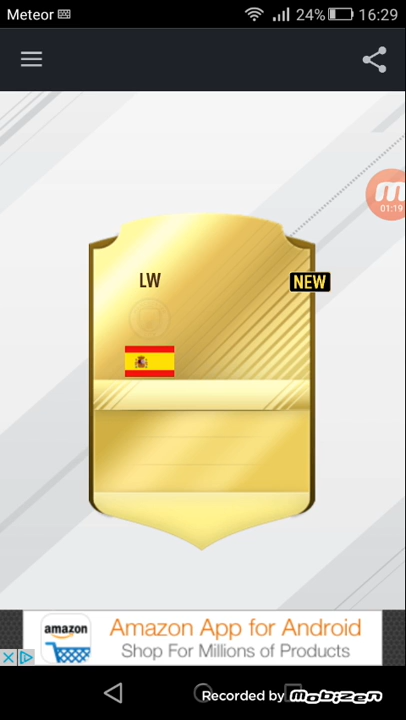 Meteor
24%
16:29
01:19
LW
NEW
amazon
Amazon App for Android
Shop For Millions of Products
Recorded by Mobizen